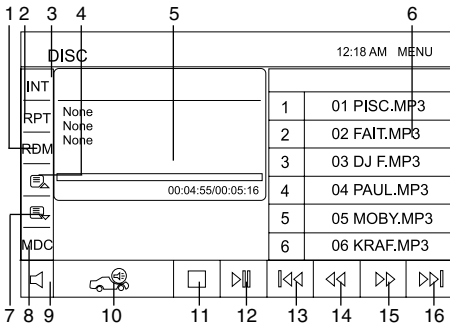 1 2 3 4 5 6
DISC 12:18 AM MENU
INT
RPT
RDM
MDC
None
None
None
00:04:55/00:05:16
1 01 PISC.MP3
2 02 FAIT.MP3
3 03 DJ F.MP3
4 04 PAUL.MP3
5 05 MOBY.MP3
6 06 KRAF.MP3
7 8 9 10 11 12 13 14 15 16